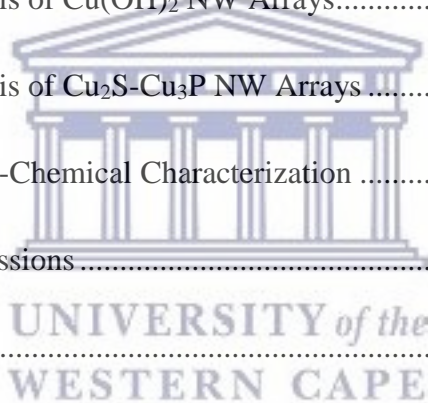 is of Cu(OH)₂ NW Arrays...........
is of Cu₂S-Cu₃P NW Arrays .......
-Chemical Characterization ........
ssions ......................................
UNIVERSITY of the
.................................................
WESTERN CAPE